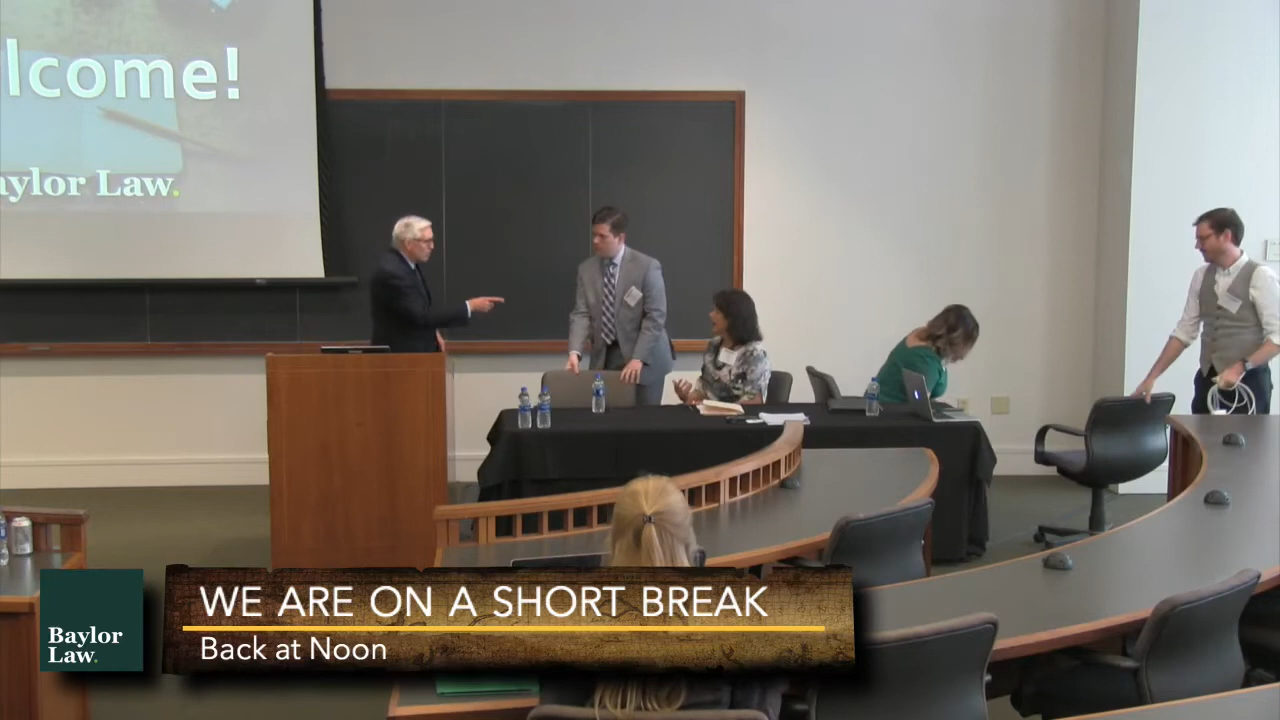 lcome!
aylor Law.
WE ARE ON A SHORT BREAK
Back at Noon
Baylor
Law.